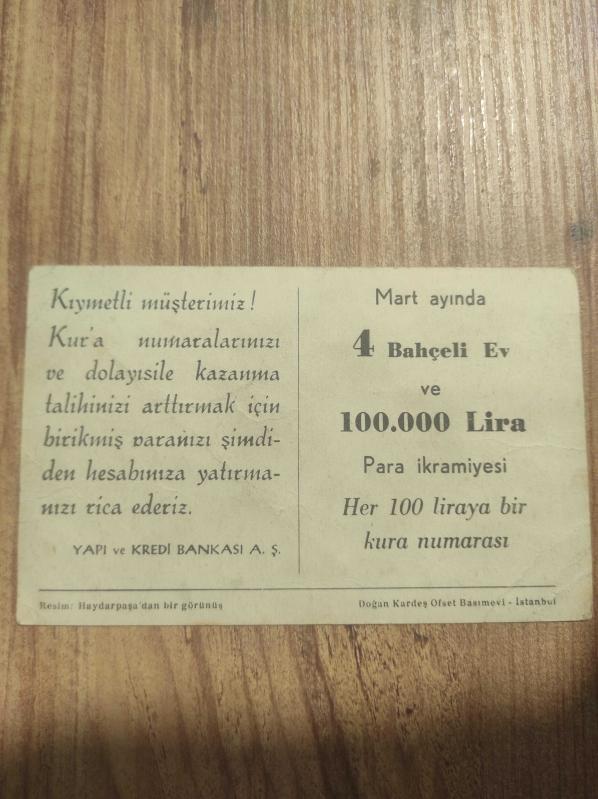 Kıymetli müşterimiz!
Kur'a numaralarınızı
ve dolayısile kazanma
talihinizi arttırmak için
birikmiş paranızı şimdi-
den hesabınıza yatırma-
nızı rica ederiz.
YAPI ve KREDİ BANKASI A. Ş.
Mart ayında
4 Bahçeli Ev
ve
100.000 Lira
Para ikramiyesi
Her 100 liraya bir
kura numarası
Resim: Haydarpaşa'dan bir görünüş
Doğan Kardeş Ofset Basımevi - İstanbul